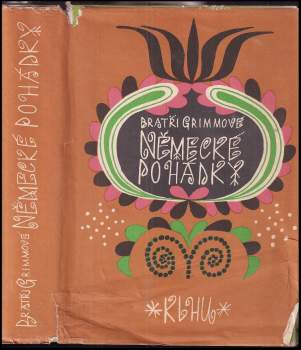 BRATŘI GRIMMOVÉ NĚMECKÉ POHÁDKY
BRATŘI GRIMMOVÉ
NĚMECKÉ
POHÁDKY
*KLHU*